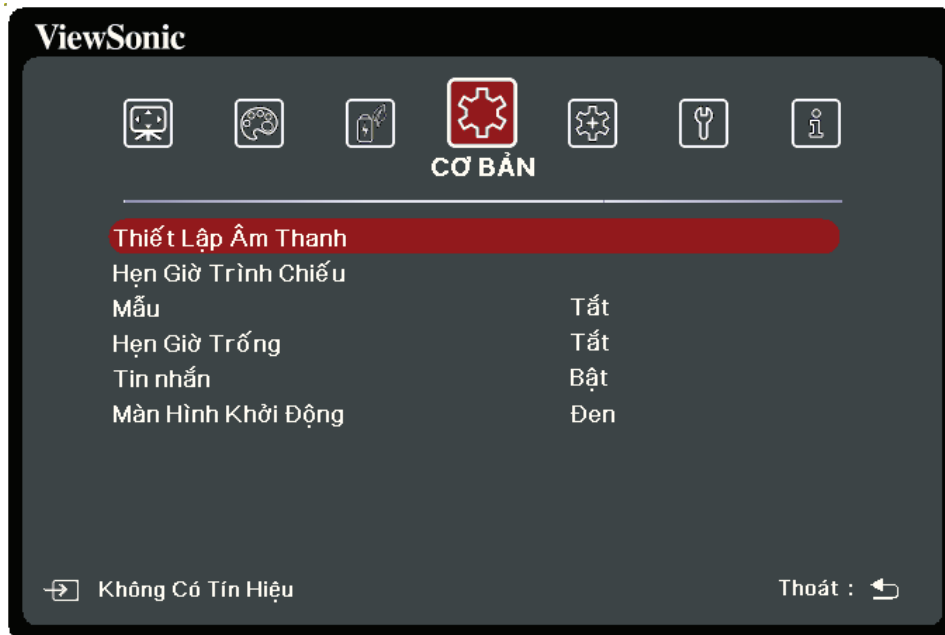 ViewSonic
CƠ BẢN
Thiết Lập Âm Thanh
Hẹn Giờ Trình Chiếu
Mẫu Tắt
Hẹn Giờ Trống Tắt
Tin nhắn Bật
Màn Hình Khởi Động Đen
Không Có Tín Hiệu Thoát :